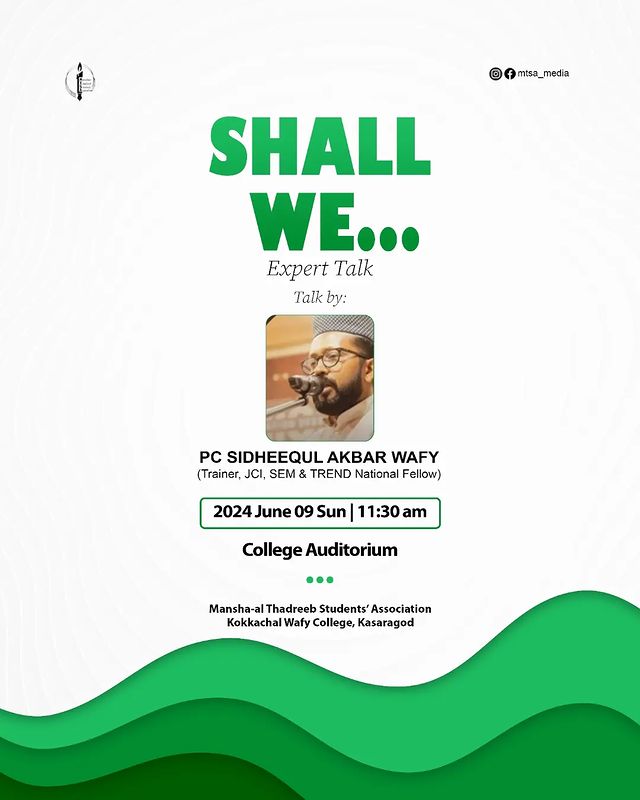 mtsa_media
SHALL
WE...
Expert Talk
Talk by:
PC SIDHEEQUL AKBAR WAFY
(Trainer, JCI, SEM & TREND National Fellow)
2024 June 09 Sun | 11:30 am
College Auditorium
Mansha-al Thadreeb Students' Association
Kokkachal Wafy College, Kasaragod